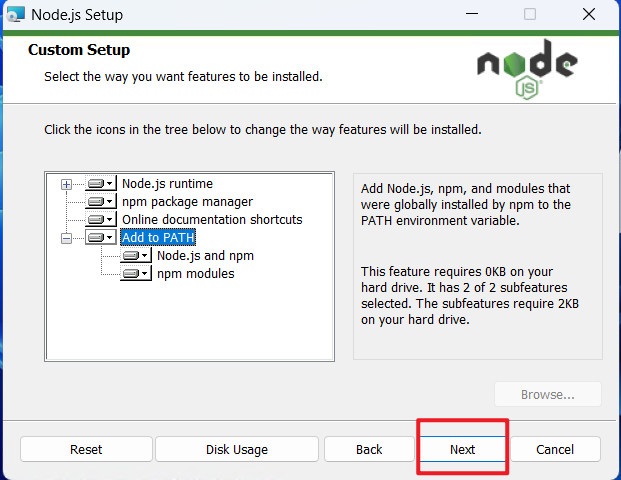 Node.js Setup
Custom Setup
Select the way you want features to be installed.
node
JS
Click the icons in the tree below to change the way features will be installed.
Node.js runtime
npm package manager
Online documentation shortcuts
Add to PATH
Node.js and npm
npm modules
Add Node.js, npm, and modules that
were globally installed by npm to the
PATH environment variable.
This feature requires 0KB on your
hard drive. It has 2 of 2 subfeatures
selected. The subfeatures require 2KB
on your hard drive.
Browse...
Reset
Disk Usage
Back
Next
Cancel